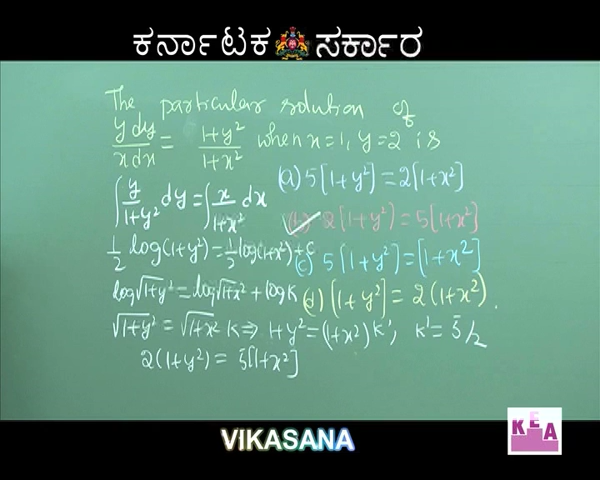 ಕರ್ನಾಟಕ ಸರ್ಕಾರ
The particular solution of
y dy / x dx = 1+y² / 1+x² when x=1, y=2 is
(a) 5[1+y²] = 2[1+x²]
∫ y/1+y² dy = ∫ x/1+x² dx
(b) 2(1+y²) = 5[1+x²]
½ log(1+y²) = ½ log(1+x²) + C
(c) 5[1+y²] = [1+x²]
log√1+y² = log√1+x² + log K
(d) [1+y²] = 2(1+x²).
√1+y² = √1+x² K ⇒ 1+y² = (1+x²) K', K' = 5/2
2(1+y²) = 5[1+x²]
KEA
VIKASANA